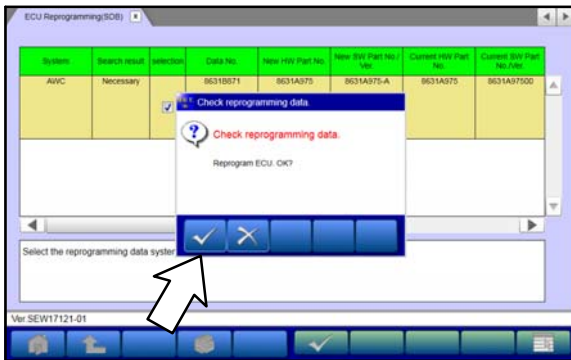 ECU Reprogramming(SDB)
System Search result selection Data No. New HW Part No. New SW Part No./ Ver. Current HW Part No. Current SW Part No./Ver.
AWC Necessary 8631B871 8631A975 8631A975-A 8631A975 8631A97500
Check reprogramming data.
Check reprogramming data.
Reprogram ECU. OK?
Select the reprogramming data system
Ver.SEW17121-01